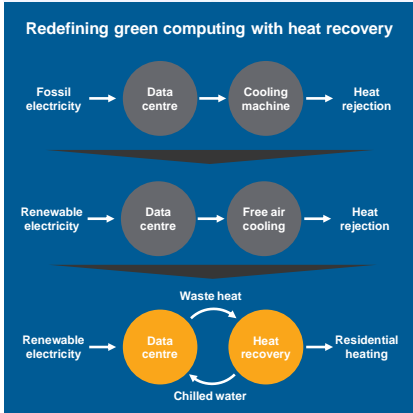 Redefining green computing with heat recovery
Fossil
electricity
Data
centre
Cooling
machine
Heat
rejection
Renewable
electricity
Data
centre
Free air
cooling
Heat
rejection
Waste heat
Renewable
electricity
Data
centre
Heat
recovery
Residential
heating
Chilled water